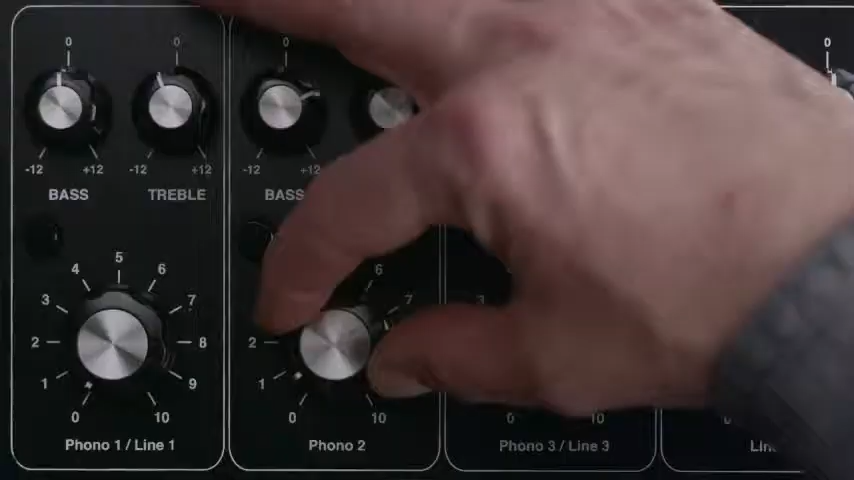 0 0 0 0
-12 +12 -12 +12 -12 +12
BASS TREBLE BASS
5
4 6 6
3 7 7 3
2 8 2
1 9 1
0 10 0 10 0 10 0
Phono 1 / Line 1 Phono 2 Phono 3 / Line 3